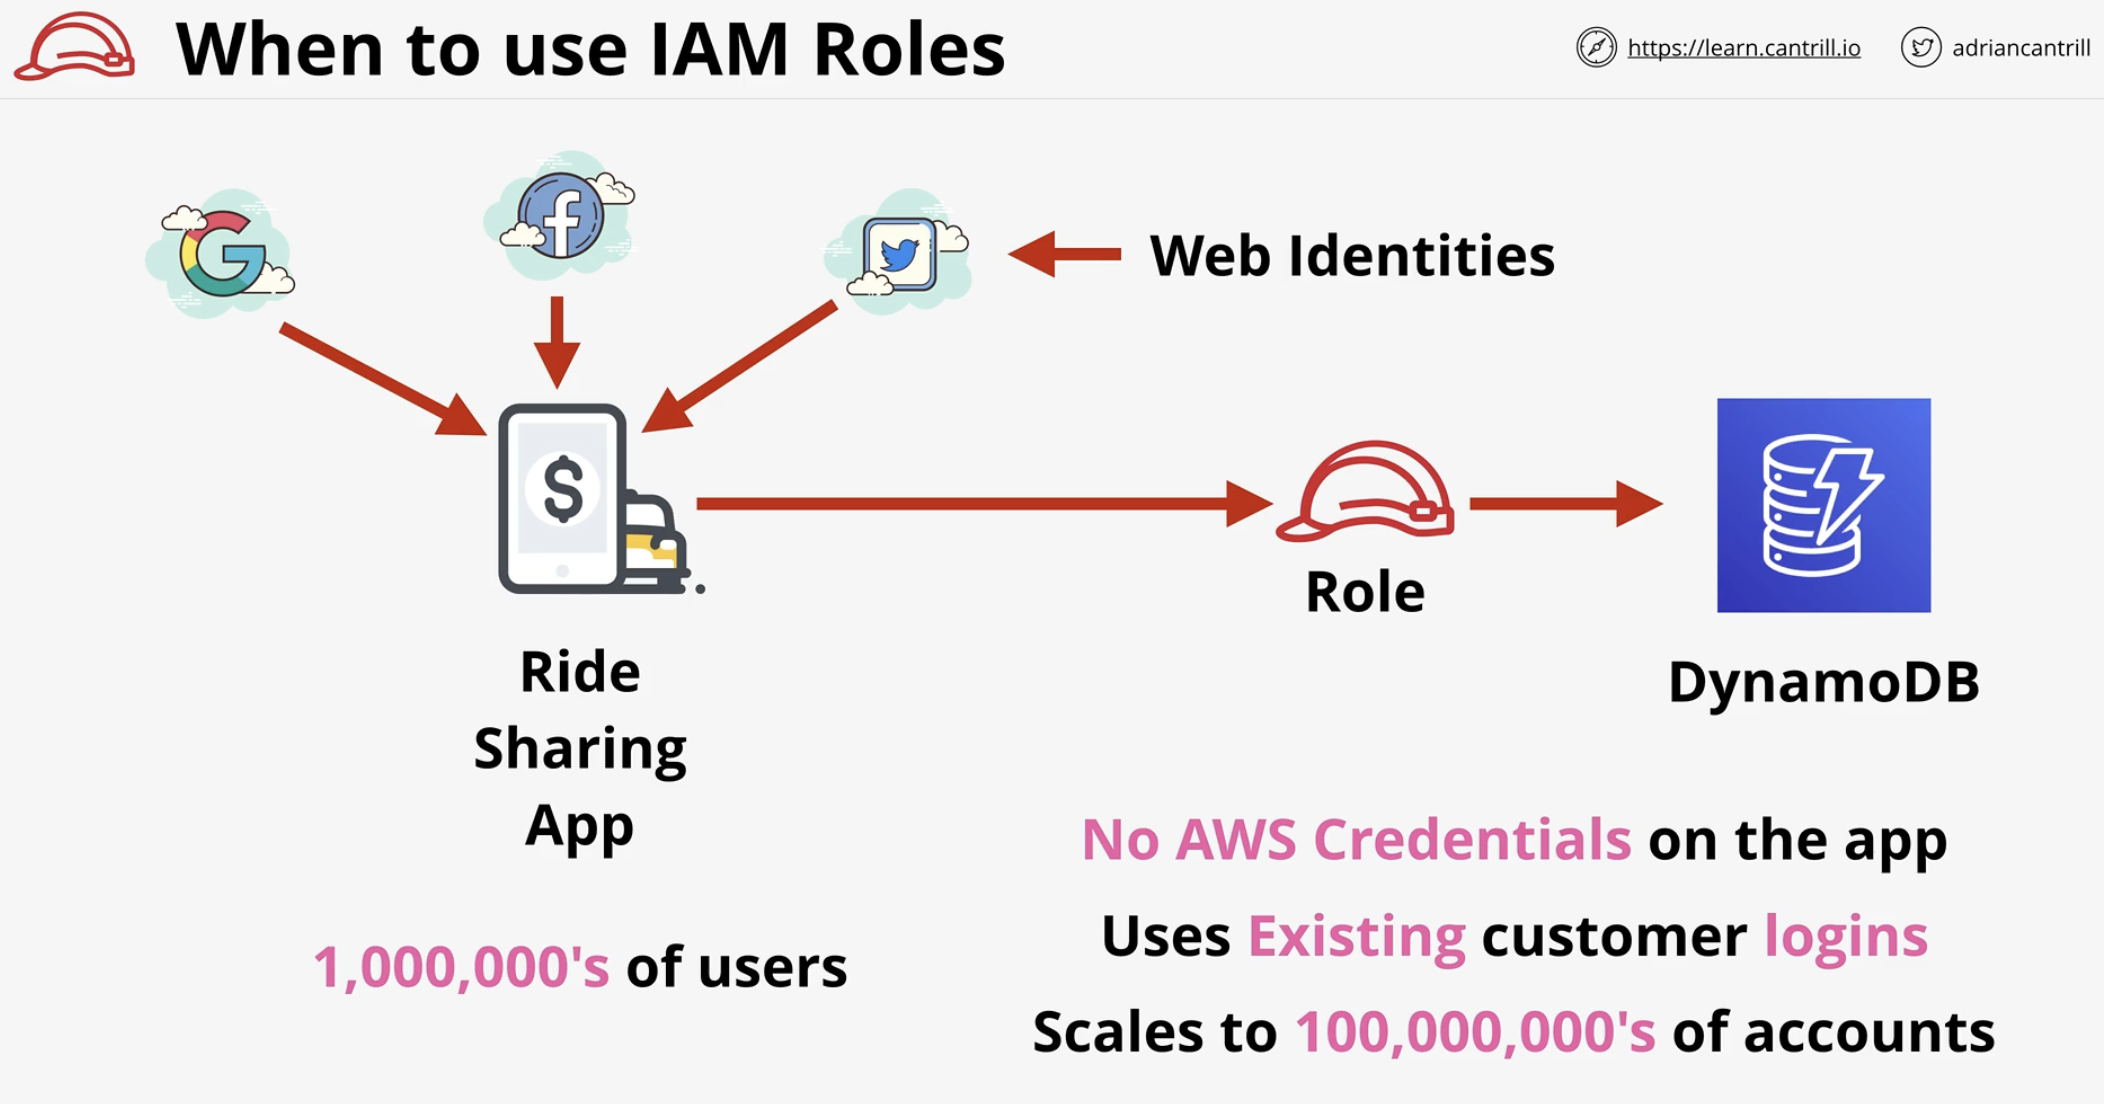 When to use IAM Roles
https://learn.cantrill.io
adriancantrill
Web Identities
Ride
Sharing
App
Role
DynamoDB
1,000,000's of users
No AWS Credentials on the app
Uses Existing customer logins
Scales to 100,000,000's of accounts